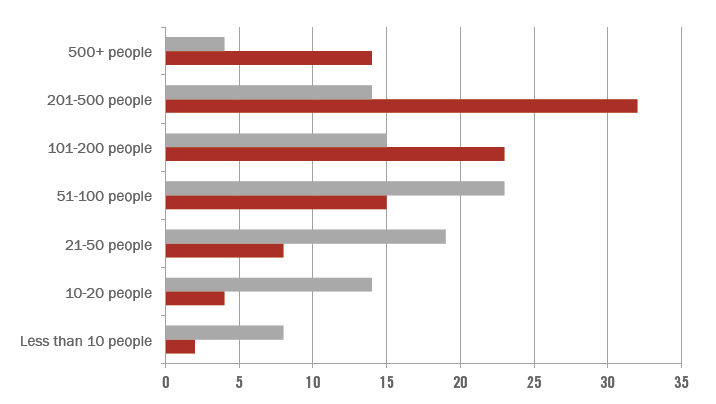 500+ people
201-500 people
101-200 people
51-100 people
21-50 people
10-20 people
Less than 10 people
0 5 10 15 20 25 30 35